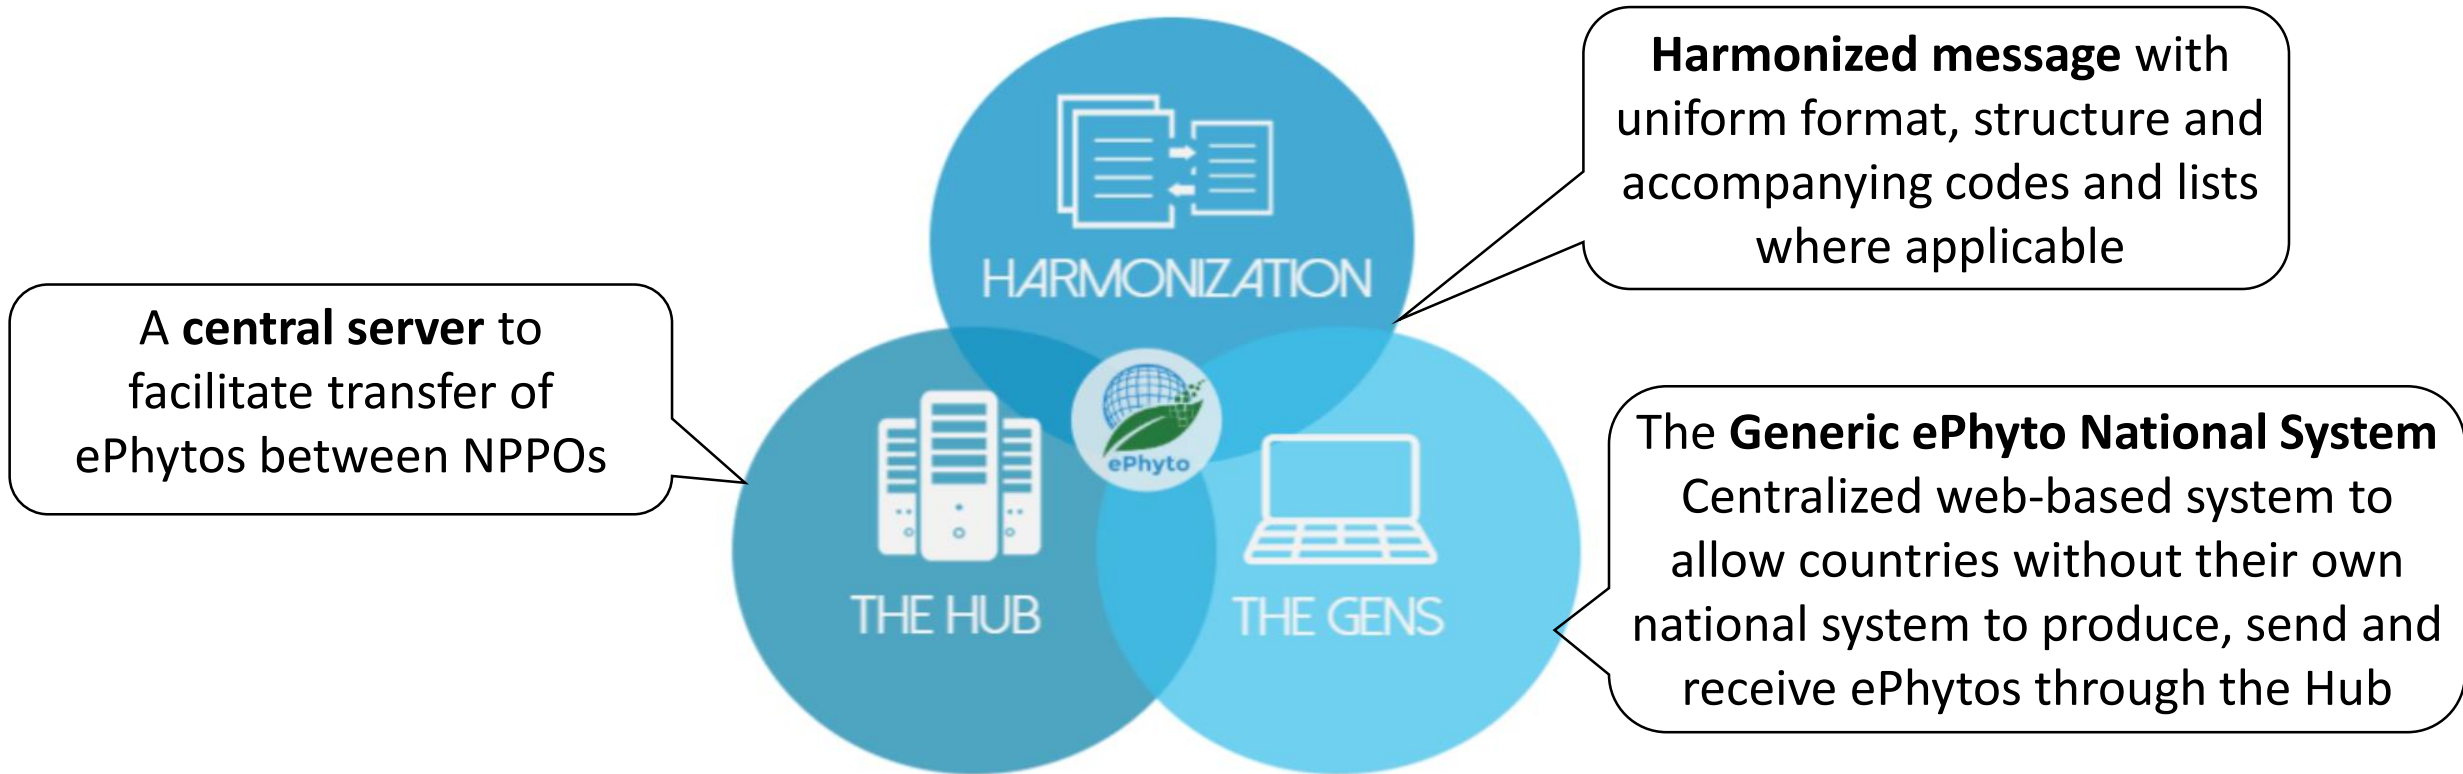 HARMONIZATION
Harmonized message with
uniform format, structure and
accompanying codes and lists
where applicable
A central server to
facilitate transfer of
ePhytos between NPPOs
ePhyto
THE HUB
THE GENS
The Generic ePhyto National System
Centralized web-based system to
allow countries without their own
national system to produce, send and
receive ePhytos through the Hub